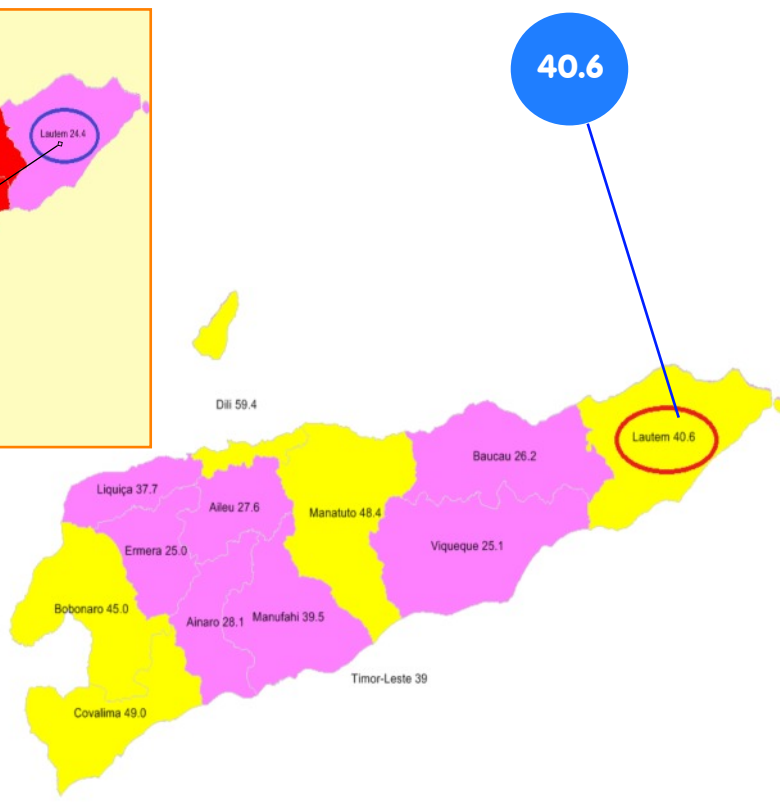 40.6
Lautem 24.4
Dili 59.4
Lautem 40.6
Baucau 26.2
Liquiça 37.7
Aileu 27.6
Manatuto 48.4
Viqueque 25.1
Ermera 25.0
Bobonaro 45.0
Ainaro 28.1
Manufahi 39.5
Timor-Leste 39
Covalima 49.0